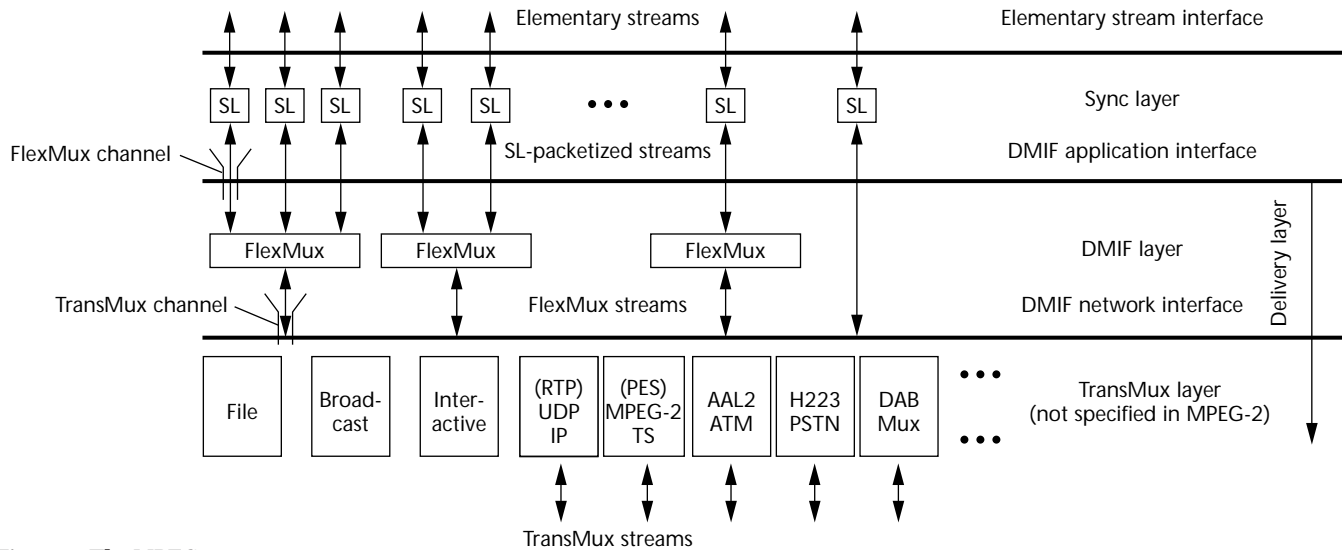 Elementary streams
Elementary stream interface
SL SL SL SL SL SL SL
Sync layer
FlexMux channel
SL-packetized streams
DMIF application interface
FlexMux FlexMux FlexMux
DMIF layer
Delivery layer
TransMux channel
FlexMux streams
DMIF network interface
File
Broad-
cast
Inter-
active
(RTP)
UDP
IP
(PES)
MPEG-2
TS
AAL2
ATM
H223
PSTN
DAB
Mux
TransMux layer
(not specified in MPEG-2)
TransMux streams